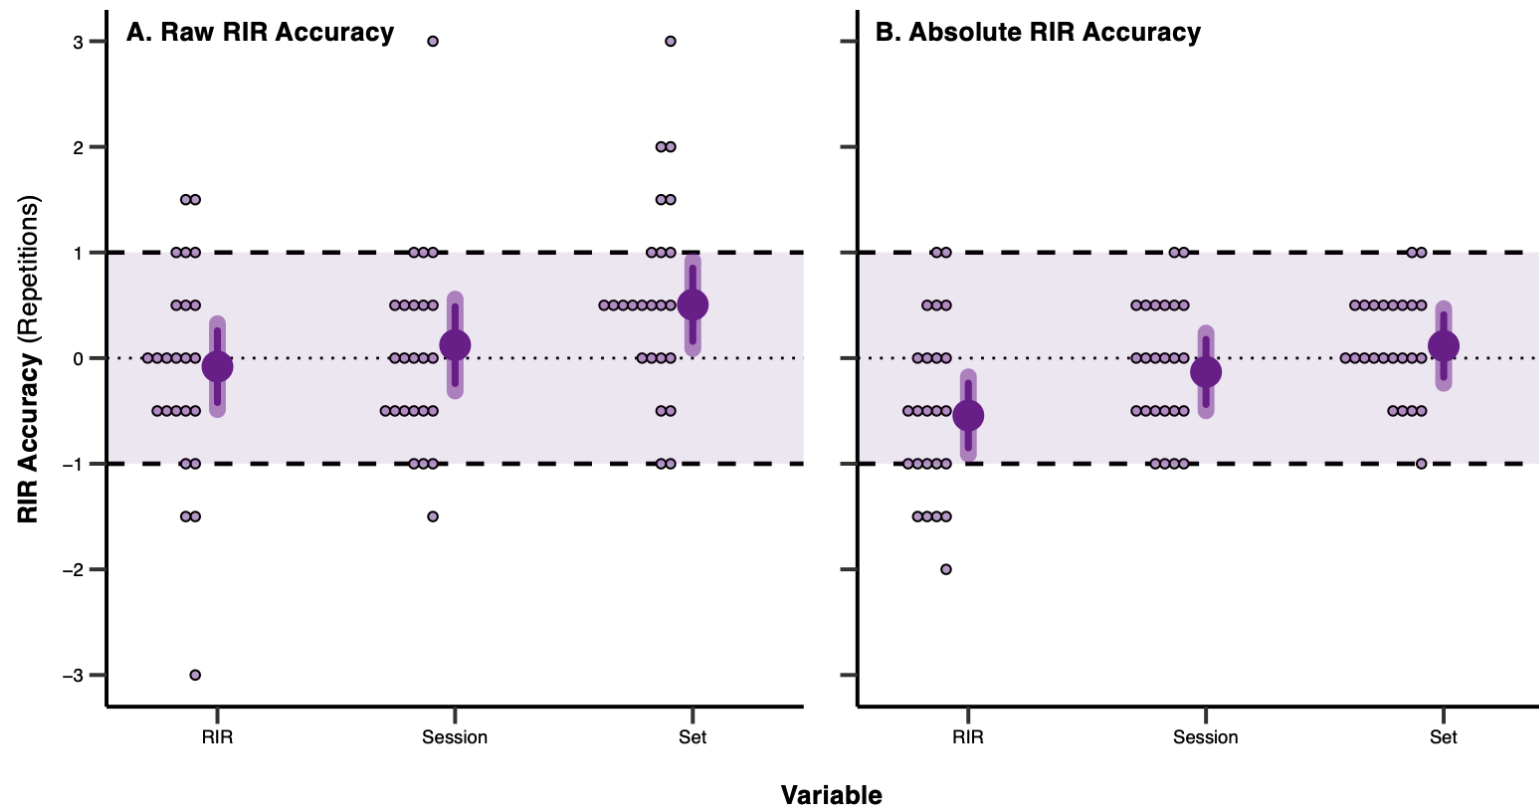 A. Raw RIR Accuracy
B. Absolute RIR Accuracy
RIR Accuracy (Repetitions)
3
2
1
0
−1
−2
−3
RIR
Session
Set
RIR
Session
Set
Variable